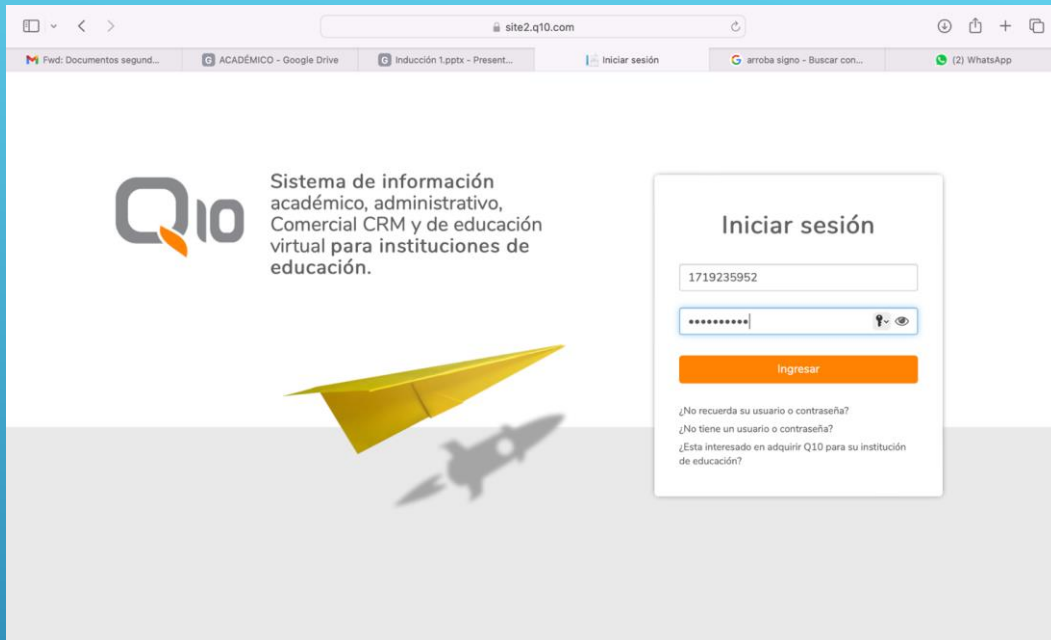 site2.q10.com
Fwd: Documentos segund...
ACADÉMICO - Google Drive
Inducción 1.pptx - Present...
Iniciar sesión
arroba signo - Buscar con...
(2) WhatsApp
Q10
Sistema de información
académico, administrativo,
Comercial CRM y de educación
virtual para instituciones de
educación.
Iniciar sesión
1719235952
••••••••••
Ingresar
¿No recuerda su usuario o contraseña?
¿No tiene un usuario o contraseña?
¿Esta interesado en adquirir Q10 para su institución
de educación?